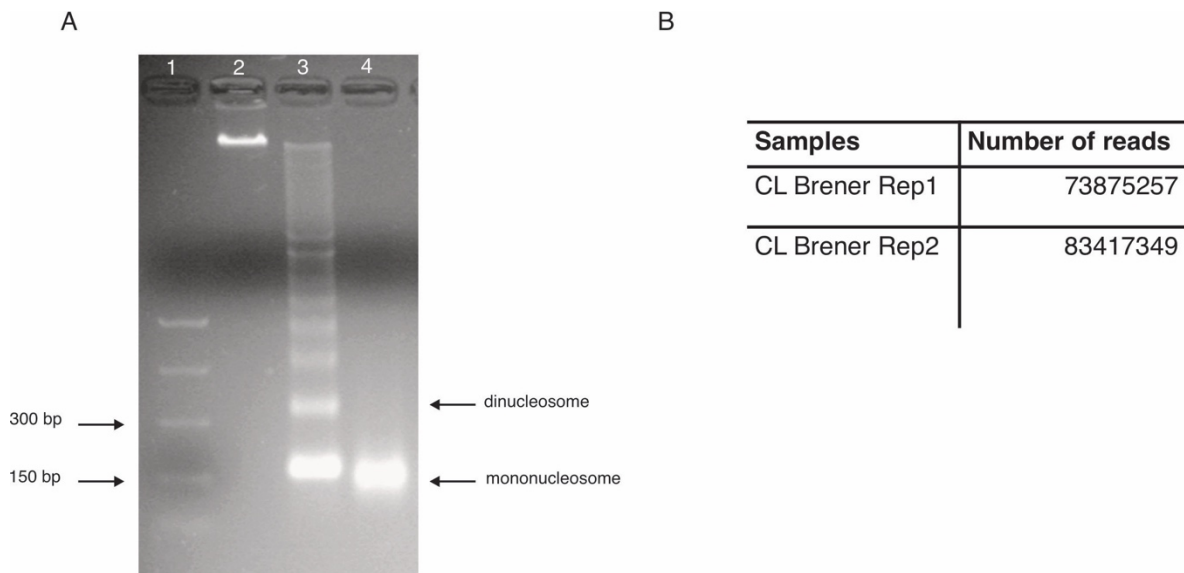 A
B
1 2 3 4
Samples Number of reads
CL Brener Rep1 73875257
CL Brener Rep2 83417349
dinucleosome
300 bp
150 bp
mononucleosome